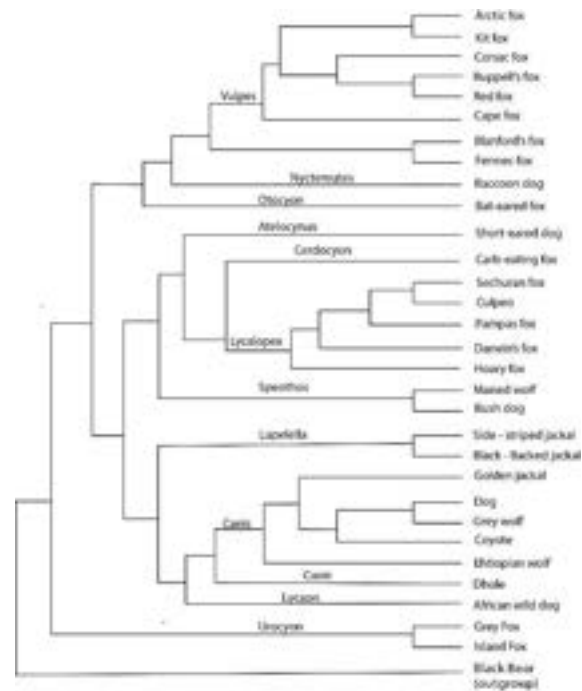 Arctic fox
Kit fox
Corsac fox
Ruppell's fox
Red fox
Vulpes
Cape fox
Blanford's fox
Fennec fox
Nyctereutes
Raccoon dog
Otocyon
Bat-eared fox
Atelocynus
Short-eared dog
Cerdocyon
Crab-eating fox
Sechuran fox
Culpeo
Pampas fox
Lycalopex
Darwin's fox
Hoary fox
Speothos
Maned wolf
Bush dog
Lupelella
Side - striped jackal
Black - Backed jackal
Golden jackal
Dog
Canis
Grey wolf
Coyote
Ehtiopian wolf
Cuon
Dhole
Lycaon
African wild dog
Urocyon
Grey Fox
Island Fox
Black Bear
(outgroup)